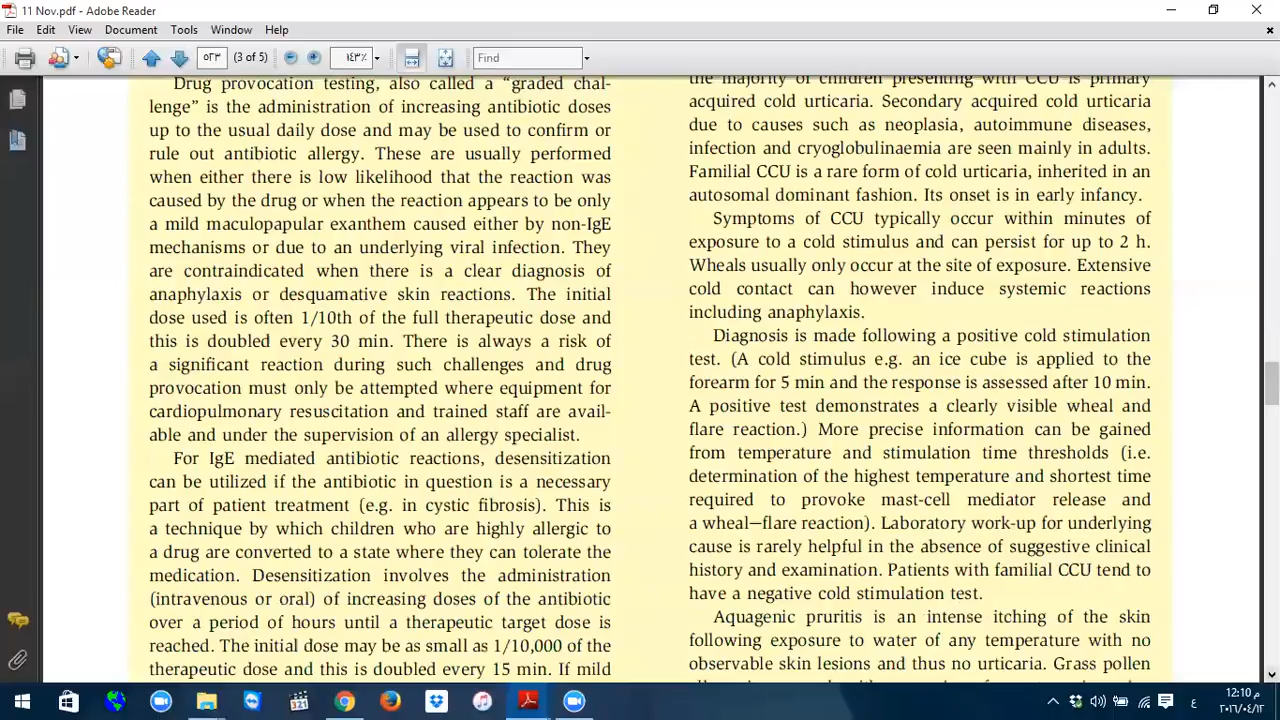 11 Nov.pdf - Adobe Reader
File Edit View Document Tools Window Help
٥٢٣ (3 of 5) ١٤٣٪ Find
Drug provocation testing, also called a “graded chal-
lenge” is the administration of increasing antibiotic doses
up to the usual daily dose and may be used to confirm or
rule out antibiotic allergy. These are usually performed
when either there is low likelihood that the reaction was
caused by the drug or when the reaction appears to be only
a mild maculopapular exanthem caused either by non-IgE
mechanisms or due to an underlying viral infection. They
are contraindicated when there is a clear diagnosis of
anaphylaxis or desquamative skin reactions. The initial
dose used is often 1/10th of the full therapeutic dose and
this is doubled every 30 min. There is always a risk of
a significant reaction during such challenges and drug
provocation must only be attempted where equipment for
cardiopulmonary resuscitation and trained staff are avail-
able and under the supervision of an allergy specialist.
For IgE mediated antibiotic reactions, desensitization
can be utilized if the antibiotic in question is a necessary
part of patient treatment (e.g. in cystic fibrosis). This is
a technique by which children who are highly allergic to
a drug are converted to a state where they can tolerate the
medication. Desensitization involves the administration
(intravenous or oral) of increasing doses of the antibiotic
over a period of hours until a therapeutic target dose is
reached. The initial dose may be as small as 1/10,000 of the
therapeutic dose and this is doubled every 15 min. If mild
the majority of children presenting with CCU is primary
acquired cold urticaria. Secondary acquired cold urticaria
due to causes such as neoplasia, autoimmune diseases,
infection and cryoglobulinaemia are seen mainly in adults.
Familial CCU is a rare form of cold urticaria, inherited in an
autosomal dominant fashion. Its onset is in early infancy.
Symptoms of CCU typically occur within minutes of
exposure to a cold stimulus and can persist for up to 2 h.
Wheals usually only occur at the site of exposure. Extensive
cold contact can however induce systemic reactions
including anaphylaxis.
Diagnosis is made following a positive cold stimulation
test. (A cold stimulus e.g. an ice cube is applied to the
forearm for 5 min and the response is assessed after 10 min.
A positive test demonstrates a clearly visible wheal and
flare reaction.) More precise information can be gained
from temperature and stimulation time thresholds (i.e.
determination of the highest temperature and shortest time
required to provoke mast-cell mediator release and
a wheal–flare reaction). Laboratory work-up for underlying
cause is rarely helpful in the absence of suggestive clinical
history and examination. Patients with familial CCU tend to
have a negative cold stimulation test.
Aquagenic pruritis is an intense itching of the skin
following exposure to water of any temperature with no
observable skin lesions and thus no urticaria. Grass pollen
ع
12:10 م
٢٠١٦/٠٤/١٢